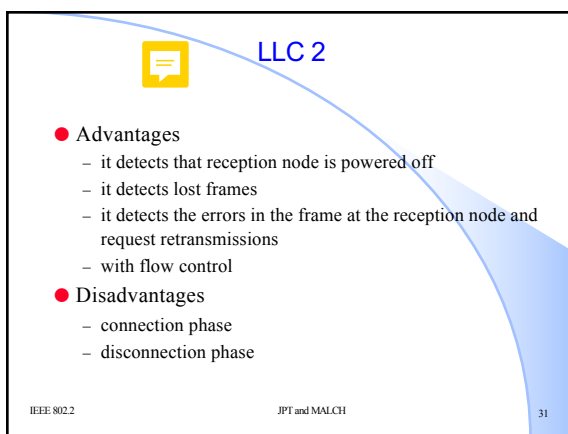 LLC 2
● Advantages
– it detects that reception node is powered off
– it detects lost frames
– it detects the errors in the frame at the reception node and
request retransmissions
– with flow control
● Disadvantages
– connection phase
– disconnection phase
IEEE 802.2
JPT and MALCH
31